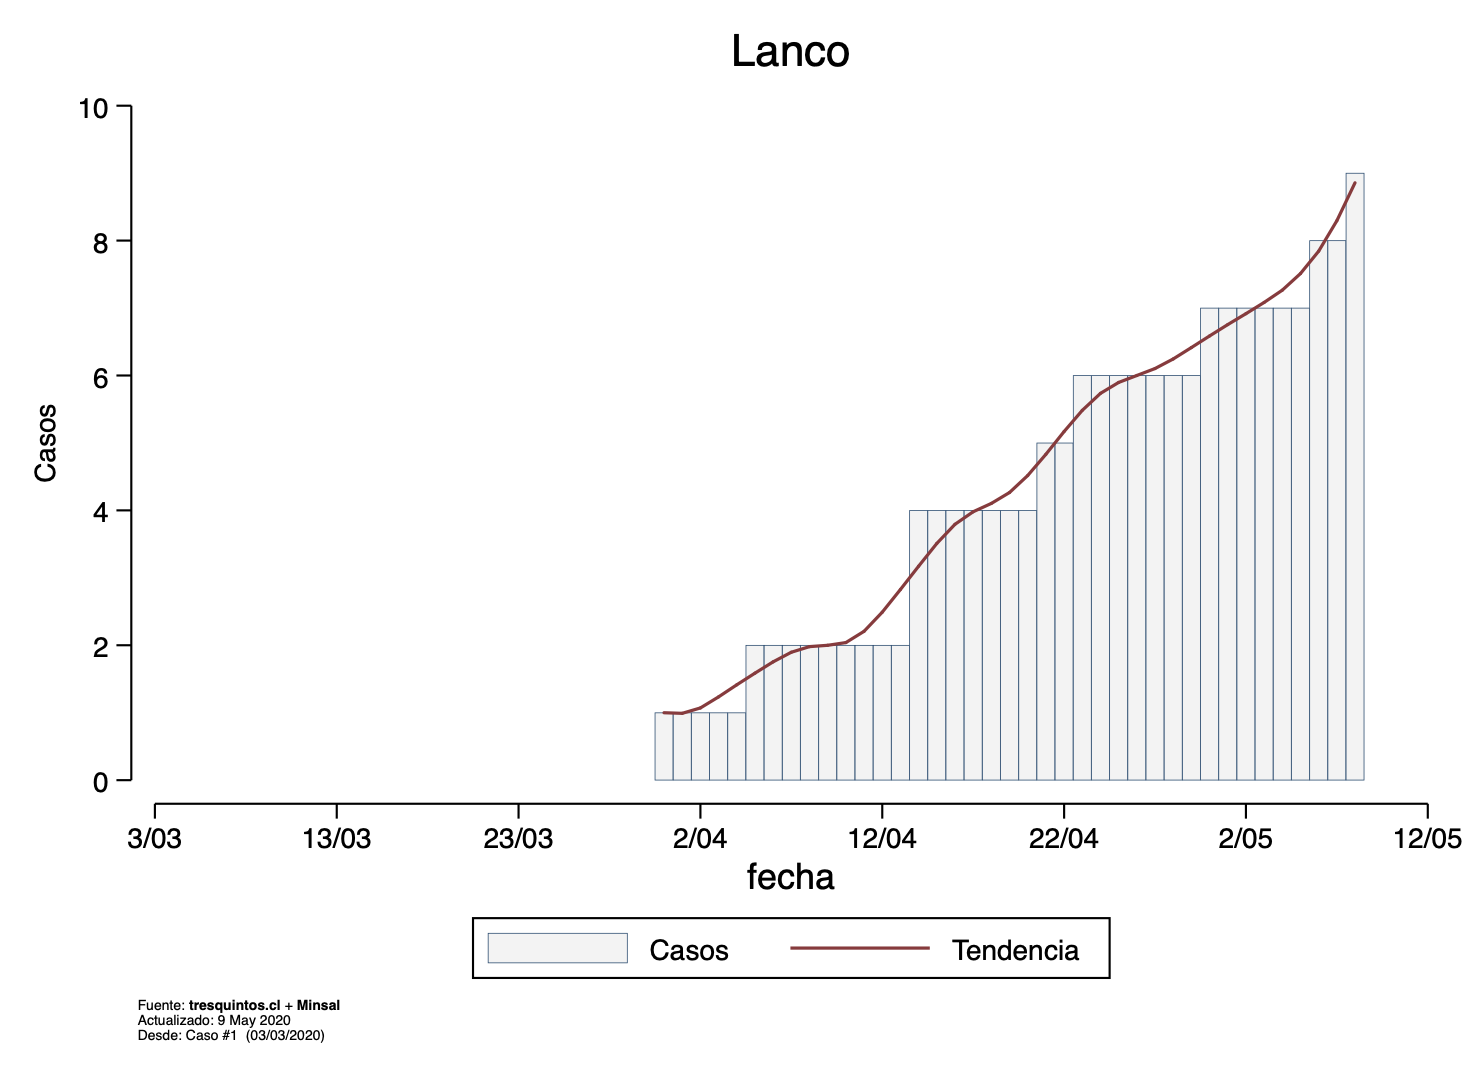 Lanco
10
8
6
4
2
0
Casos
3/03 13/03 23/03 2/04 12/04 22/04 2/05 12/05
fecha
Casos Tendencia
Fuente: tresquintos.cl + Minsal
Actualizado: 9 May 2020
Desde: Caso #1 (03/03/2020)